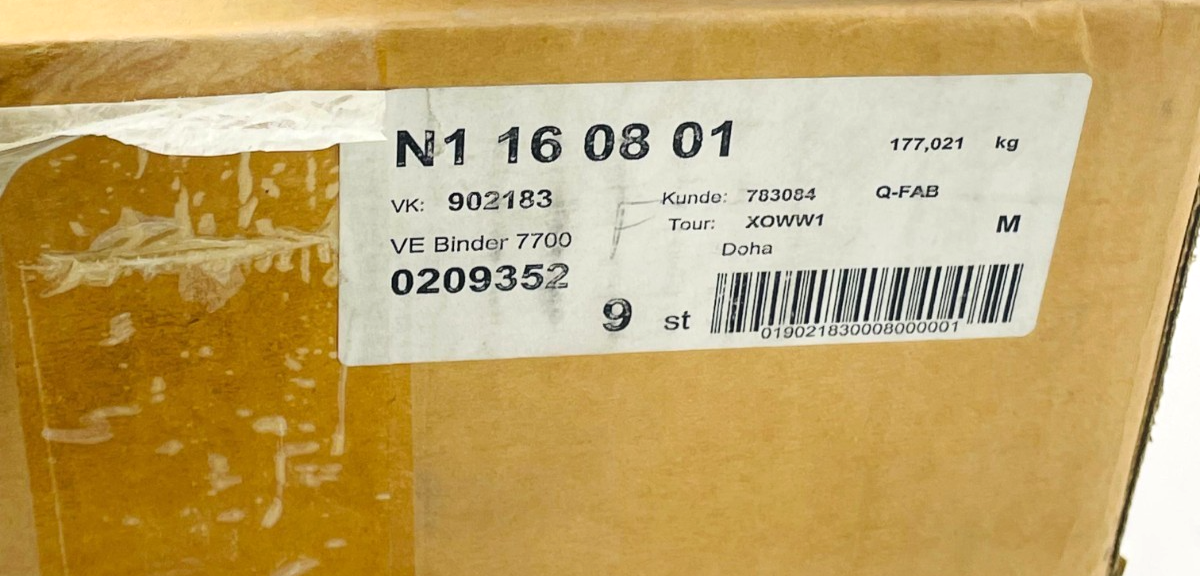 N1 16 08 01
177,021 kg
VK: 902183
Kunde: 783084 Q-FAB
Tour: XOWW1
M
VE Binder 7700
Doha
0209352
9 st
019021830008000001